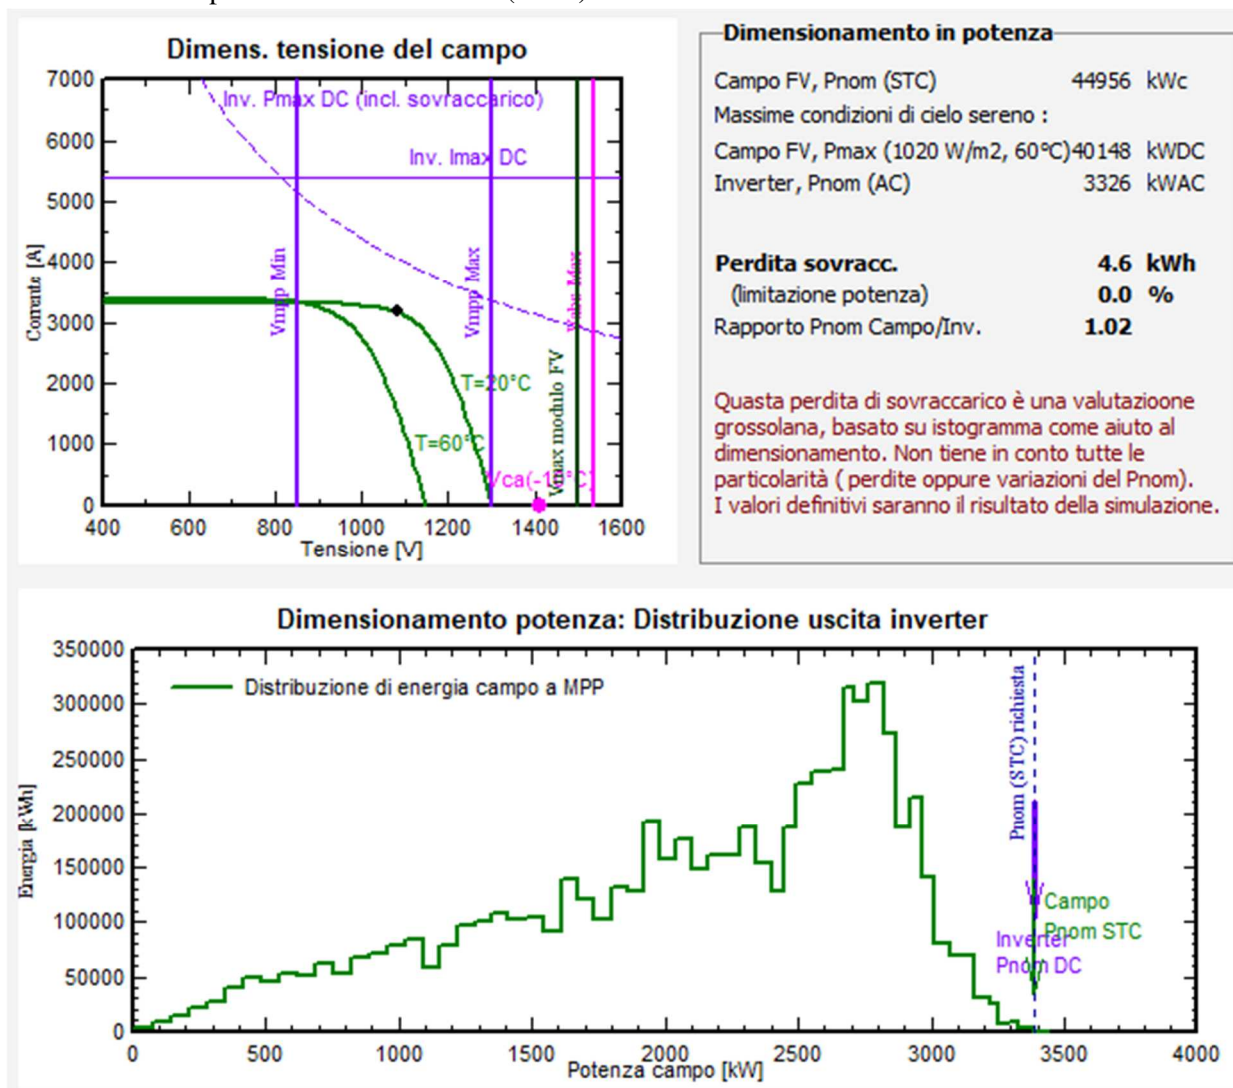 Dimens. tensione del campo
7000
6000
5000
4000
3000
2000
1000
0
Corrente [A]
Inv. Pmax DC (incl. sovraccarico)
Inv. Imax DC
Vmpp Min
Vmpp Max
Vmax modulo FV
Vabs Max
T=20°C
T=60°C
400 600 800 1000 1200 1400 1600
Tensione [V]
Dimensionamento in potenza
Campo FV, Pnom (STC) 44956 kWc
Massime condizioni di cielo sereno :
Campo FV, Pmax (1020 W/m2, 60°C) 40148 kWDC
Inverter, Pnom (AC) 3326 kWAC
Perdita sovracc. 4.6 kWh
(limitazione potenza) 0.0 %
Rapporto Pnom Campo/Inv. 1.02
Quasta perdita di sovraccarico è una valutazioone
grossolana, basato su istogramma come aiuto al
dimensionamento. Non tiene in conto tutte le
particolarità ( perdite oppure variazioni del Pnom).
I valori definitivi saranno il risultato della simulazione.
Dimensionamento potenza: Distribuzione uscita inverter
350000
300000
250000
200000
150000
100000
50000
0
Energia [kWh]
Distribuzione di energia campo a MPP
Pnom (STC) richiesta
Campo
Pnom STC
Inverter
Pnom DC
0 500 1000 1500 2000 2500 3000 3500 4000
Potenza campo [kW]